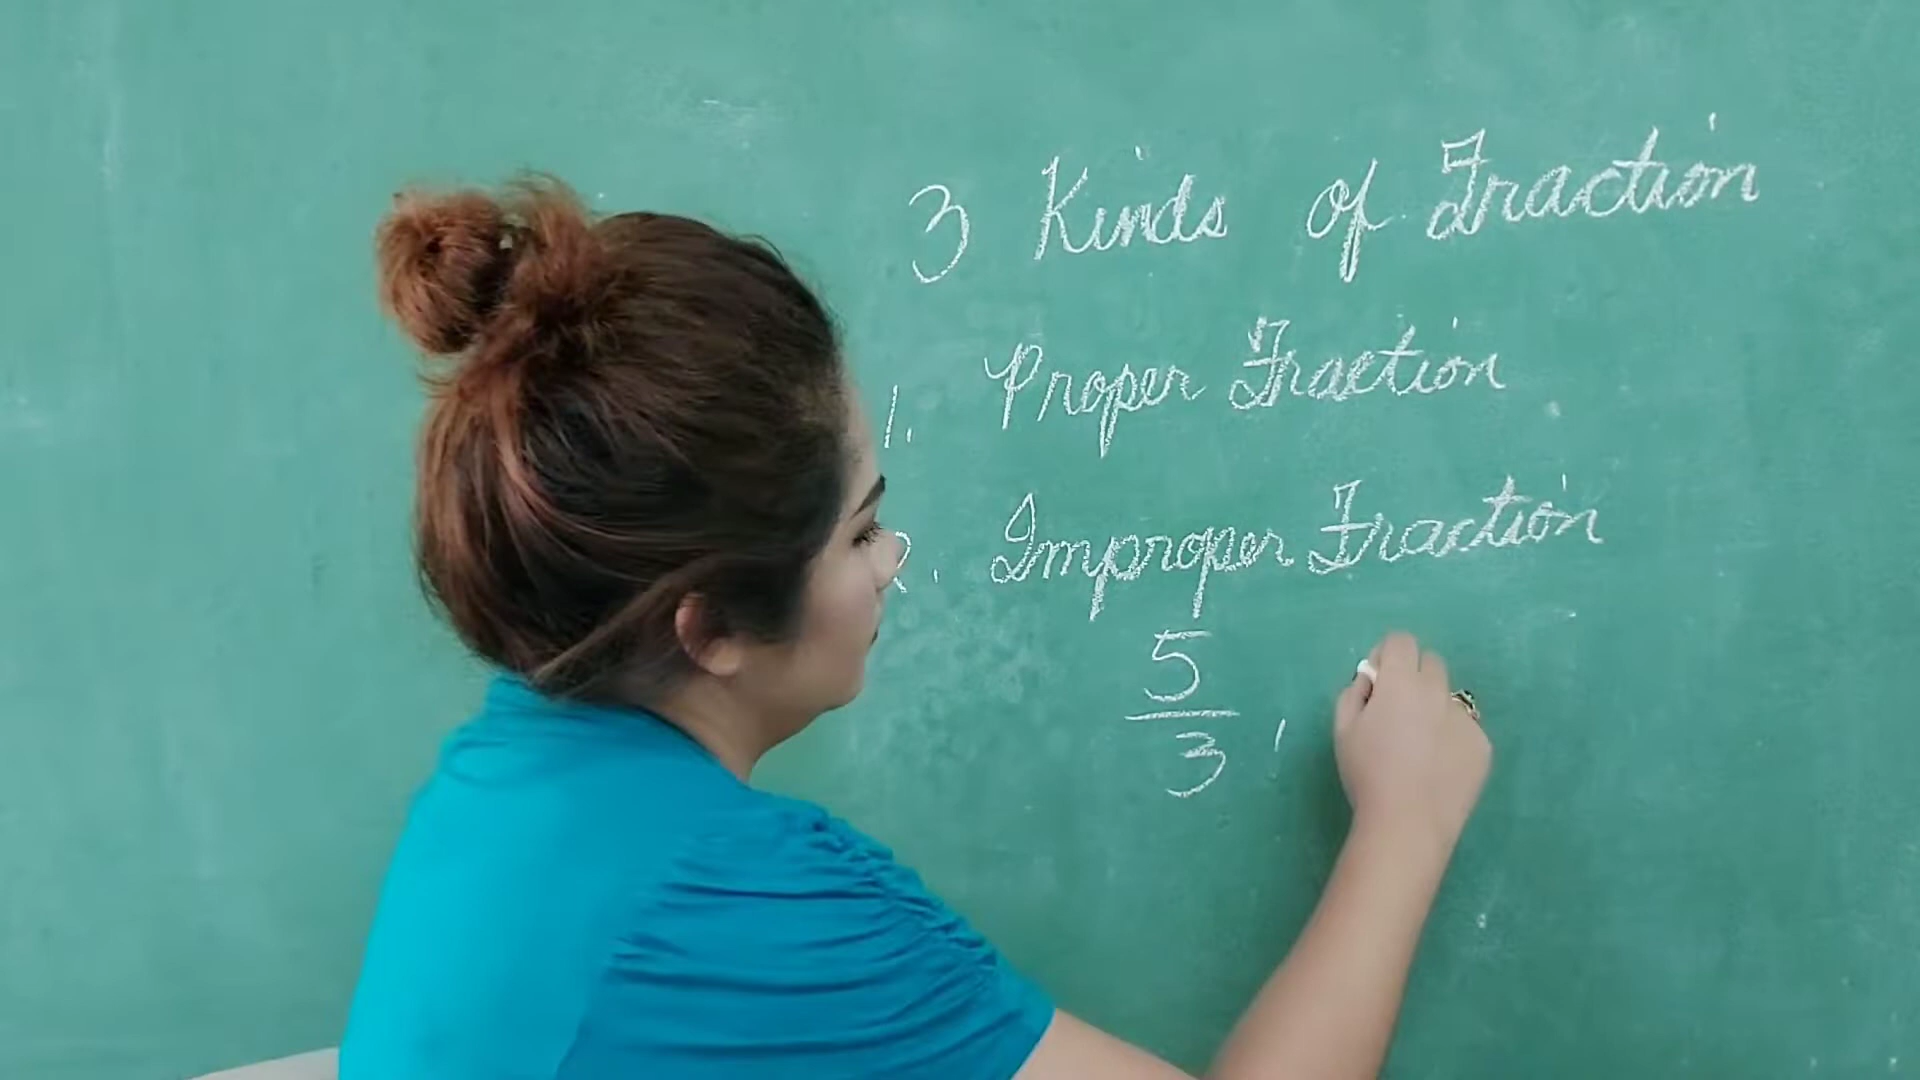 3 Kinds of Fraction
1. Proper Fraction
2. Improper Fraction
5
3 ,